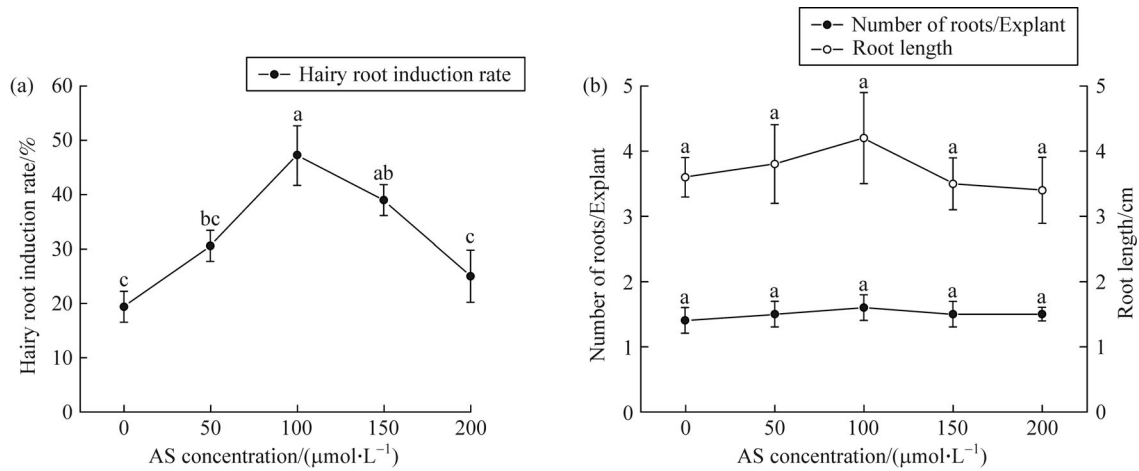 (a)
Hairy root induction rate
Hairy root induction rate/%
60
50
40
30
20
10
0
c
bc
a
ab
c
0 50 100 150 200
AS concentration/(μmol·L⁻¹)
Number of roots/Explant
Root length
(b)
Number of roots/Explant
5
4
3
2
1
0
a a a a a
a a a a a
5
4
3
2
1
0
Root length/cm
0 50 100 150 200
AS concentration/(μmol·L⁻¹)